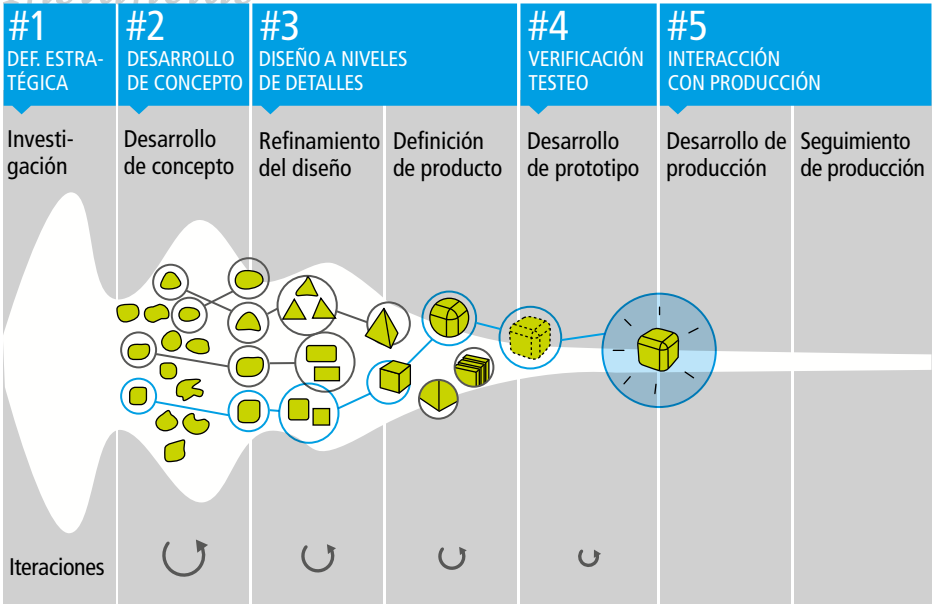 #1
DEF. ESTRA-
TÉGICA
#2
DESARROLLO
DE CONCEPTO
#3
DISEÑO A NIVELES
DE DETALLES
#4
VERIFICACIÓN
TESTEO
#5
INTERACCIÓN
CON PRODUCCIÓN
Investi-
gación
Desarrollo
de concepto
Refinamiento
del diseño
Definición
de producto
Desarrollo
de prototipo
Desarrollo de
producción
Seguimiento
de producción
Iteraciones